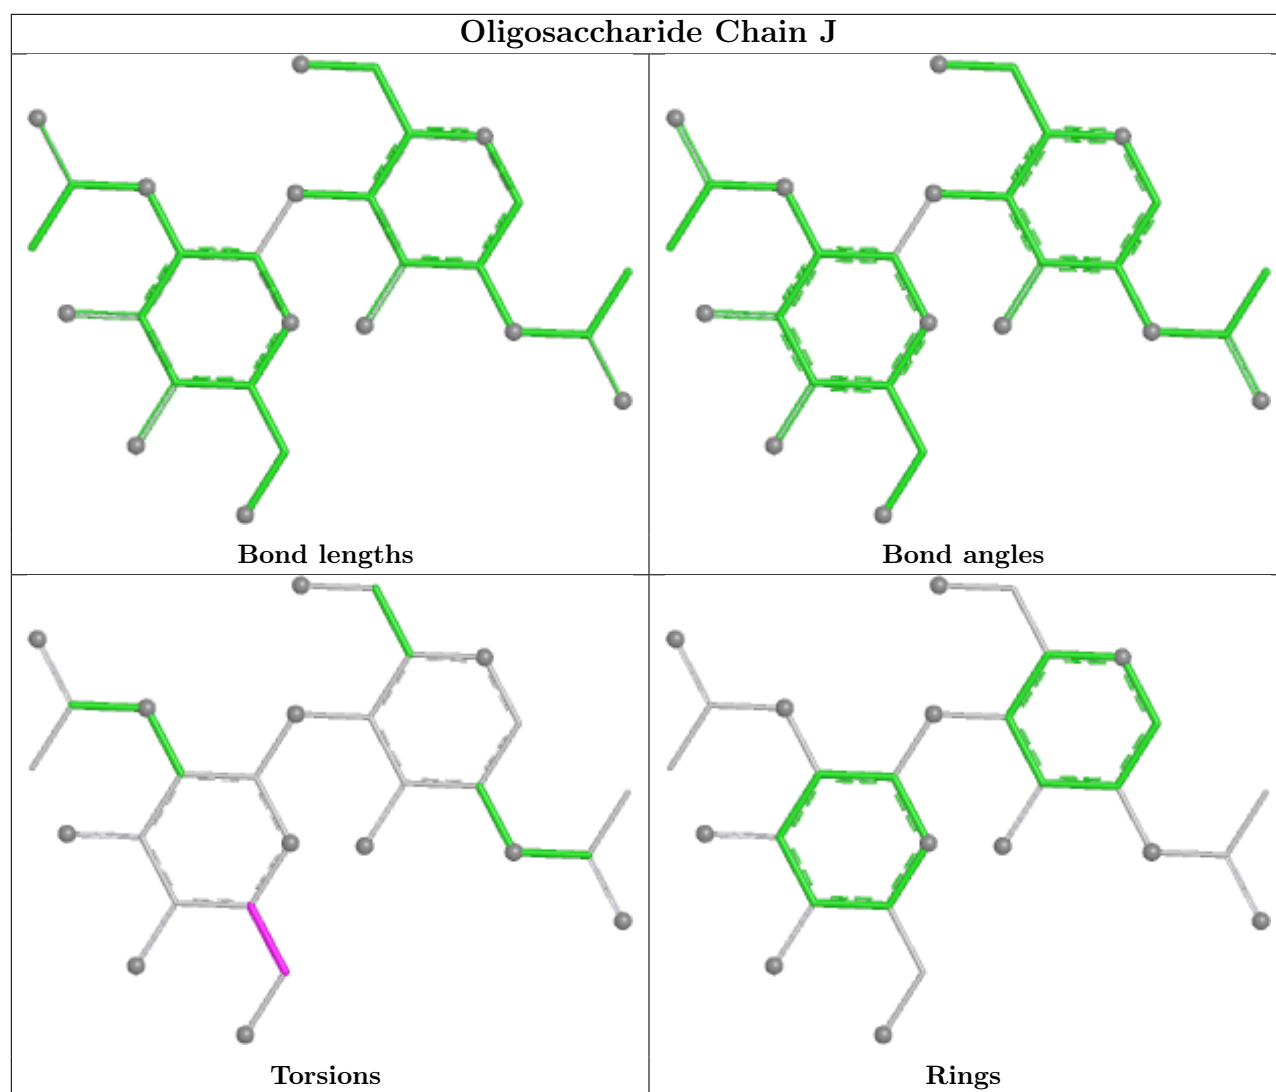 Oligosaccharide Chain J
Bond lengths
Bond angles
Torsions
Rings